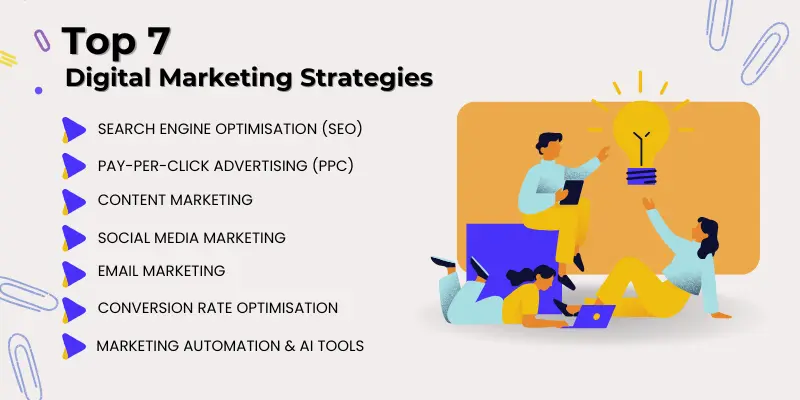 Top 7
Digital Marketing Strategies
SEARCH ENGINE OPTIMISATION (SEO)
PAY-PER-CLICK ADVERTISING (PPC)
CONTENT MARKETING
SOCIAL MEDIA MARKETING
EMAIL MARKETING
CONVERSION RATE OPTIMISATION
MARKETING AUTOMATION & AI TOOLS